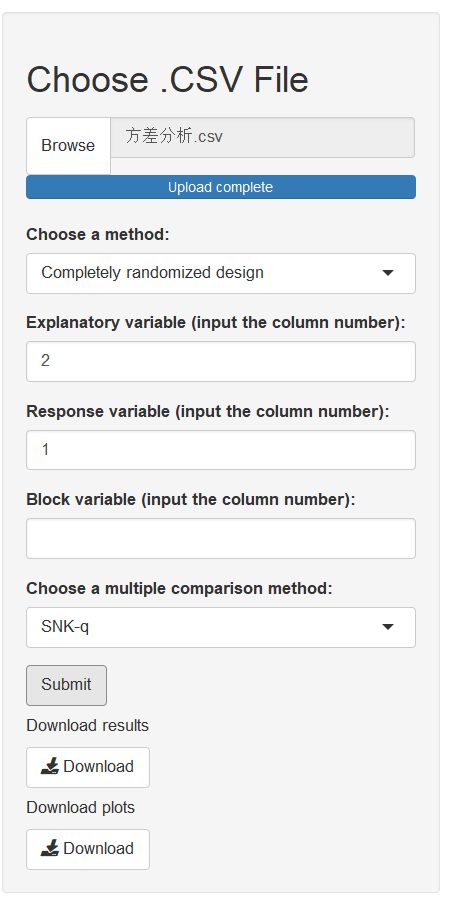 Choose .CSV File
Browse
方差分析.csv
Upload complete
Choose a method:
Completely randomized design
Explanatory variable (input the column number):
2
Response variable (input the column number):
1
Block variable (input the column number):
Choose a multiple comparison method:
SNK-q
Submit
Download results
Download
Download plots
Download